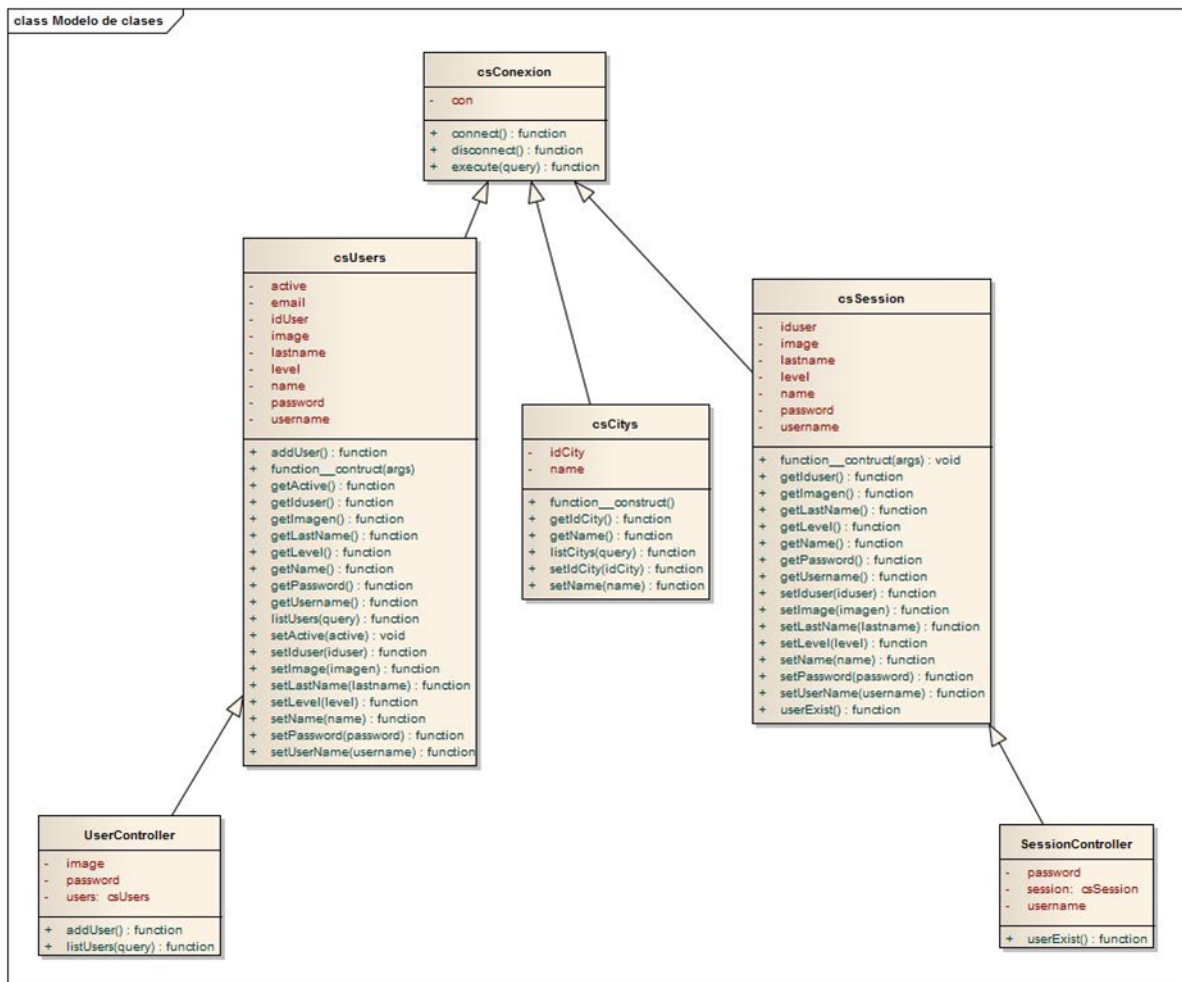 class Modelo de clases
csConexion
- con
+ connect() : function
+ disconnect() : function
+ execute(query) : function
csUsers
- active
- email
- idUser
- image
- lastname
- level
- name
- password
- username
+ addUser() : function
+ function__contruct(args)
+ getActive() : function
+ getIduser() : function
+ getImagen() : function
+ getLastName() : function
+ getLevel() : function
+ getName() : function
+ getPassword() : function
+ getUsername() : function
+ listUsers(query) : function
+ setActive(active) : void
+ setIduser(iduser) : function
+ setImage(imagen) : function
+ setLastName(lastname) : function
+ setLevel(level) : function
+ setName(name) : function
+ setPassword(password) : function
+ setUserName(username) : function
csCitys
- idCity
- name
+ function__construct()
+ getIdCity() : function
+ getName() : function
+ listCitys(query) : function
+ setIdCity(idCity) : function
+ setName(name) : function
csSession
- iduser
- image
- lastname
- level
- name
- password
- username
+ function__contruct(args) : void
+ getIduser() : function
+ getImagen() : function
+ getLastName() : function
+ getLevel() : function
+ getName() : function
+ getPassword() : function
+ getUsername() : function
+ setIduser(iduser) : function
+ setImage(imagen) : function
+ setLastName(lastname) : function
+ setLevel(level) : function
+ setName(name) : function
+ setPassword(password) : function
+ setUserName(username) : function
+ userExist() : function
UserController
- image
- password
- users: csUsers
+ addUser() : function
+ listUsers(query) : function
SessionController
- password
- session: csSession
- username
+ userExist() : function